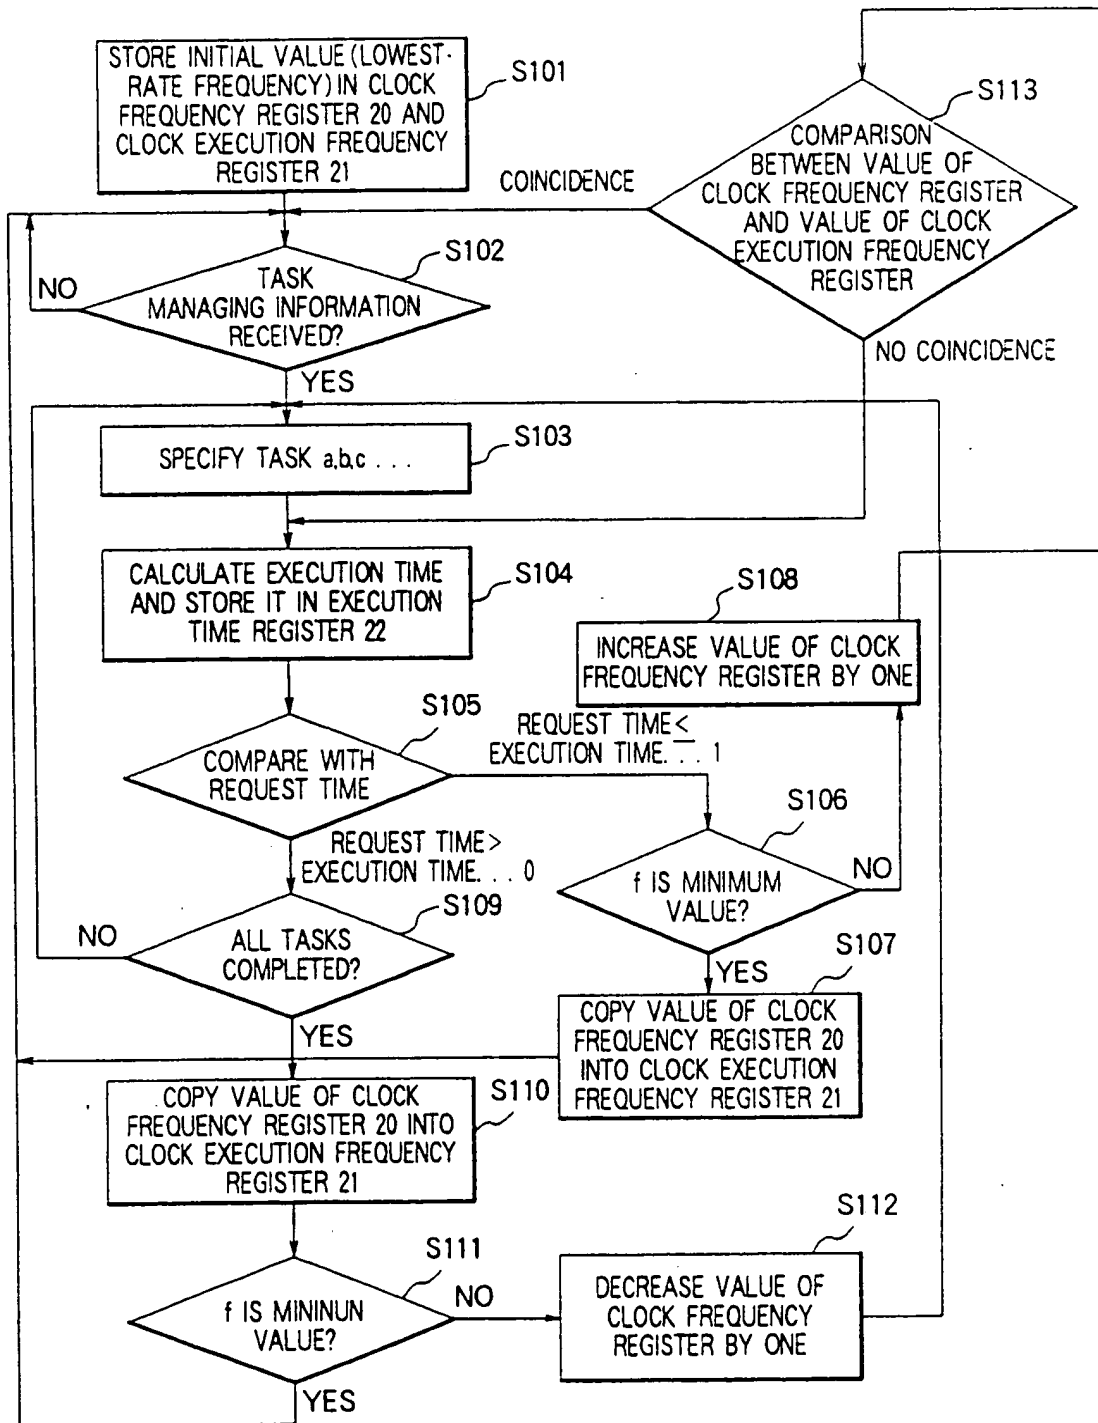 STORE INITIAL VALUE (LOWEST-
RATE FREQUENCY) IN CLOCK
FREQUENCY REGISTER 20 AND
CLOCK EXECUTION FREQUENCY
REGISTER 21
S101
S113
COMPARISON
BETWEEN VALUE OF
CLOCK FREQUENCY REGISTER
AND VALUE OF CLOCK
EXECUTION FREQUENCY
REGISTER
COINCIDENCE
NO COINCIDENCE
S102
TASK
MANAGING INFORMATION
RECEIVED?
NO
YES
S103
SPECIFY TASK a,b,c . . .
S104
CALCULATE EXECUTION TIME
AND STORE IT IN EXECUTION
TIME REGISTER 22
S108
INCREASE VALUE OF CLOCK
FREQUENCY REGISTER BY ONE
S105
COMPARE WITH
REQUEST TIME
REQUEST TIME ≤
EXECUTION TIME. . . 1
REQUEST TIME >
EXECUTION TIME. . . 0
S106
f IS MINIMUM
VALUE?
NO
YES
S109
ALL TASKS
COMPLETED?
NO
YES
S107
COPY VALUE OF CLOCK
FREQUENCY REGISTER 20
INTO CLOCK EXECUTION
FREQUENCY REGISTER 21
S110
COPY VALUE OF CLOCK
FREQUENCY REGISTER 20 INTO
CLOCK EXECUTION FREQUENCY
REGISTER 21
S111
f IS MININUN
VALUE?
NO
YES
S112
DECREASE VALUE OF
CLOCK FREQUENCY
REGISTER BY ONE